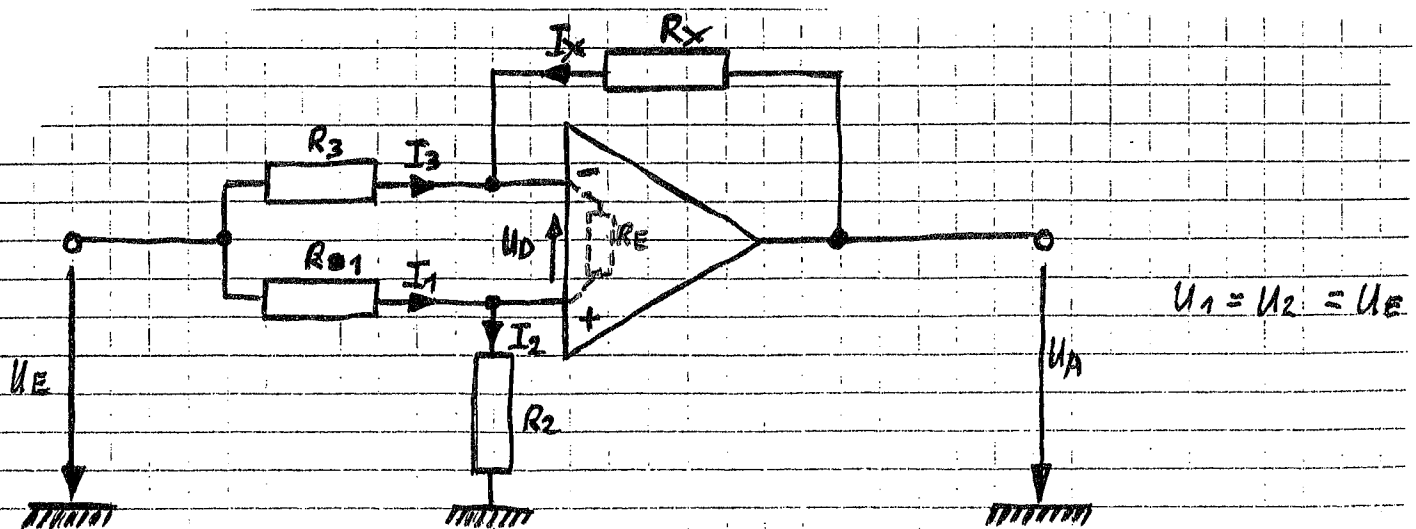 Ix Rx
R3 I3
-
UD RE
R1 I1
+
U1 = U2 = UE
I2
UE
UA
R2